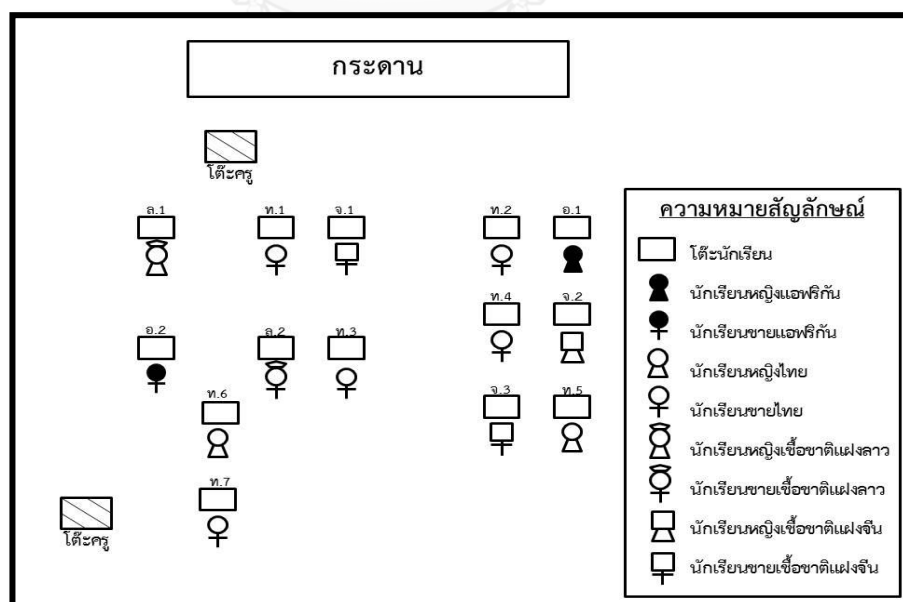 กระดาน
โต๊ะครู
ล.1 ท.1 จ.1 ท.2 อ.1
ท.4 จ.2
อ.2 ล.2 ท.3
จ.3 ท.5
ท.6
ท.7
โต๊ะครู
ความหมายสัญลักษณ์
โต๊ะนักเรียน
นักเรียนหญิงแอฟริกัน
นักเรียนชายแอฟริกัน
นักเรียนหญิงไทย
นักเรียนชายไทย
นักเรียนหญิงเชื้อชาติแฝงลาว
นักเรียนชายเชื้อชาติแฝงลาว
นักเรียนหญิงเชื้อชาติแฝงจีน
นักเรียนชายเชื้อชาติแฝงจีน